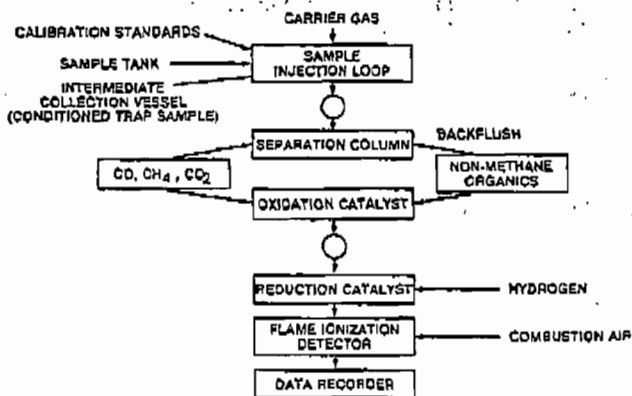 CARRIER GAS
CALIBRATION STANDARDS
SAMPLE TANK
INTERMEDIATE
COLLECTION VESSEL
(CONDITIONED TRAP SAMPLE)
SAMPLE
INJECTION LOOP
SEPARATION COLUMN
BACKFLUSH
CO, CH4, CO2
NON-METHANE
ORGANICS
OXIDATION CATALYST
REDUCTION CATALYST
HYDROGEN
FLAME IONIZATION
DETECTOR
COMBUSTION AIR
DATA RECORDER